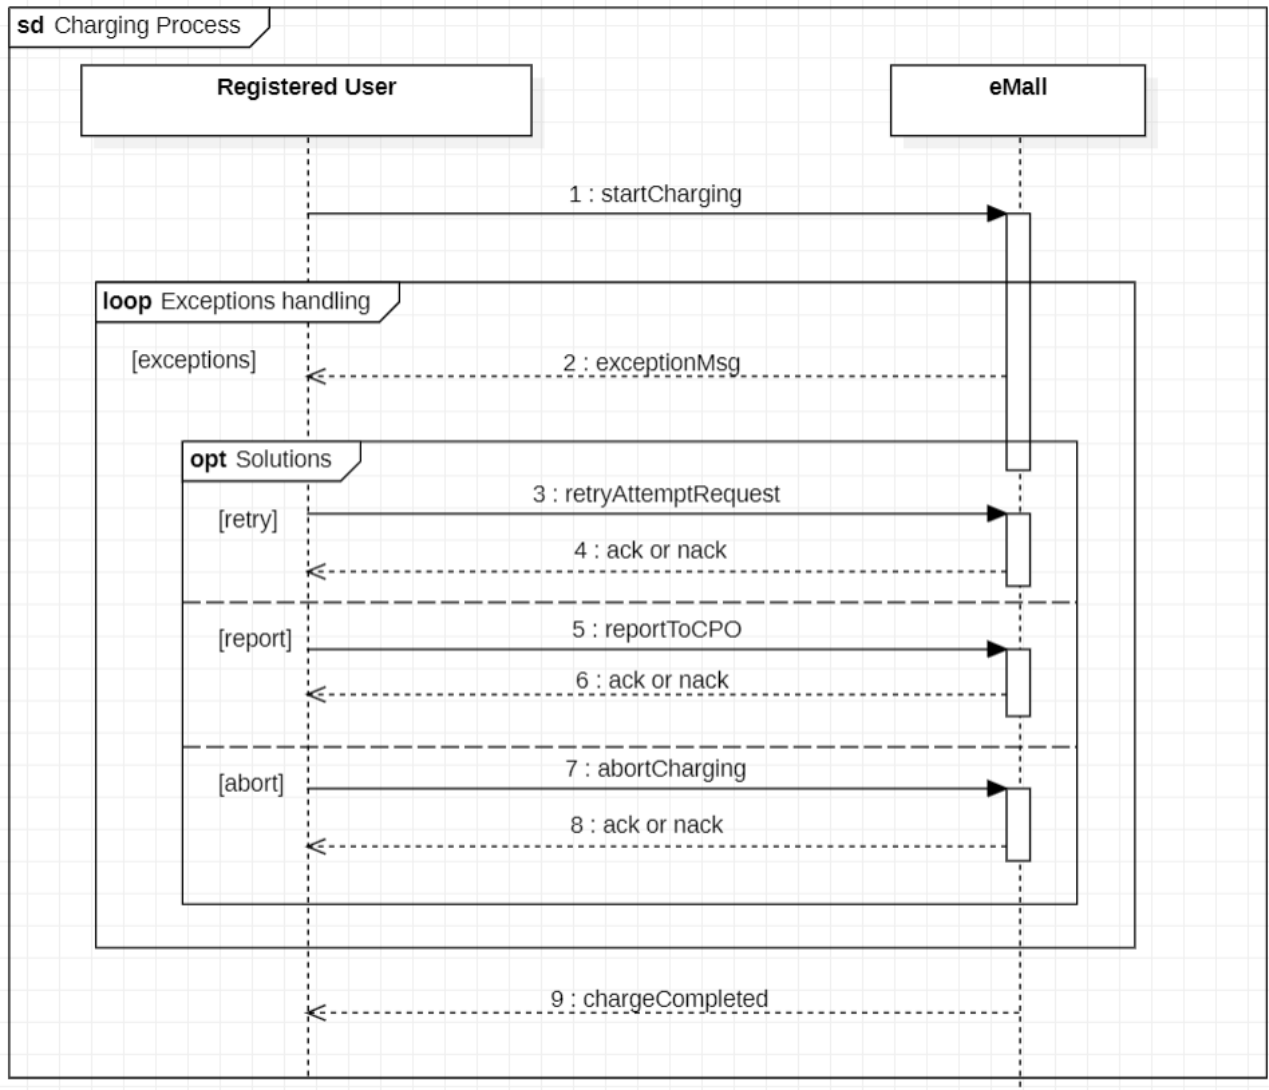 sd Charging Process
Registered User
eMall
1 : startCharging
loop Exceptions handling
[exceptions]
2 : exceptionMsg
opt Solutions
3 : retryAttemptRequest
[retry]
4 : ack or nack
5 : reportToCPO
[report]
6 : ack or nack
7 : abortCharging
[abort]
8 : ack or nack
9 : chargeCompleted